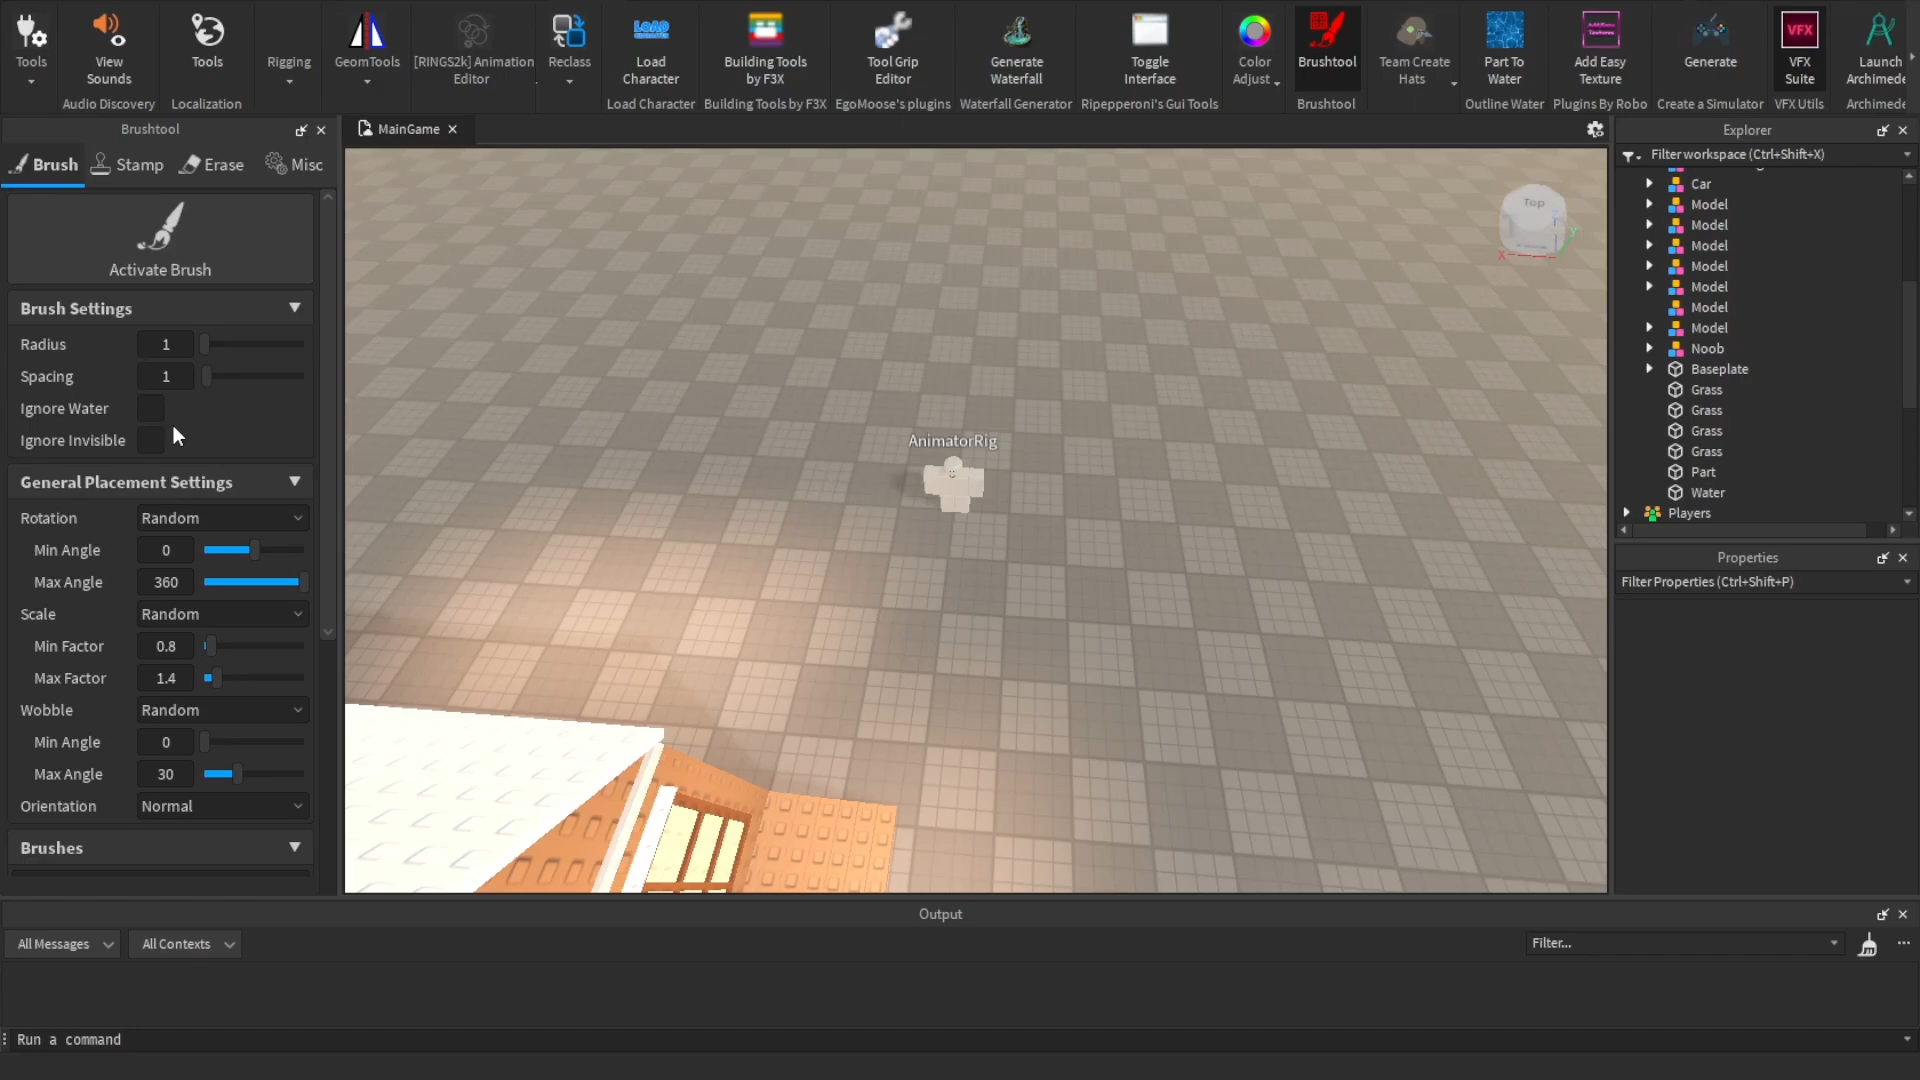 Tools
View
Sounds
Audio Discovery
Tools
Localization
Rigging
GeomTools
[RINGS2k] Animation
Editor
Reclass
LOAD
CHARACTER
Load
Character
Load Character
Building Tools
by F3X
Building Tools by F3X
Tool Grip
Editor
EgoMoose's plugins
Generate
Waterfall
Waterfall Generator
Toggle
Interface
Ripepperoni's Gui Tools
Color
Adjust
Brushtool
Brushtool
Team Create
Hats
Part To
Water
Outline Water
Add Easy
Texture
Plugins By Robo
Generate
Create a Simulator
VFX
VFX
Suite
VFX Utils
Launch
Archimede
Archimed
Brushtool
Brush
Stamp
Erase
Misc
Activate Brush
Brush Settings
Radius 1
Spacing 1
Ignore Water
Ignore Invisible
General Placement Settings
Rotation Random
Min Angle 0
Max Angle 360
Scale Random
Min Factor 0.8
Max Factor 1.4
Wobble Random
Min Angle 0
Max Angle 30
Orientation Normal
Brushes
MainGame
Top
X
Y
AnimatorRig
Explorer
Filter workspace (Ctrl+Shift+X)
Car
Model
Model
Model
Model
Model
Model
Model
Noob
Baseplate
Grass
Grass
Grass
Grass
Part
Water
Players
Properties
Filter Properties (Ctrl+Shift+P)
Output
All Messages
All Contexts
Filter...
Run a command